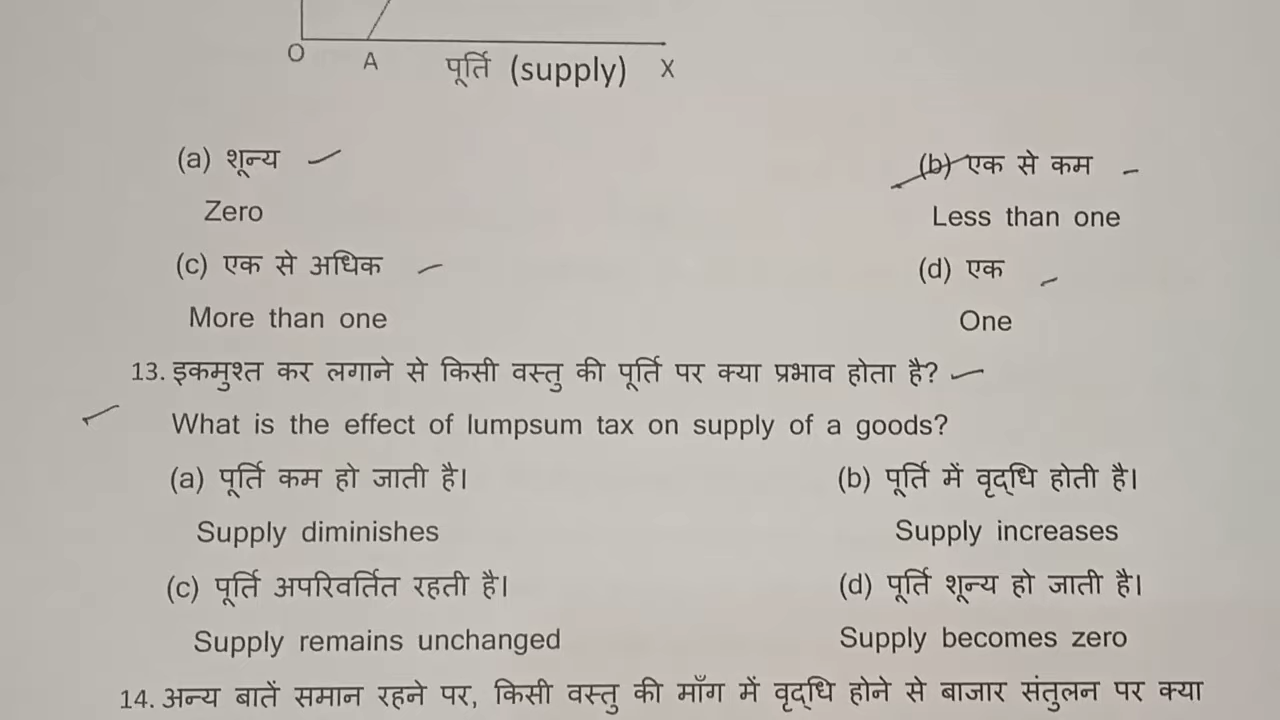 O A पूर्ति (supply) X
(a) शून्य (b) एक से कम
Zero Less than one
(c) एक से अधिक (d) एक
More than one One
13. इकमुश्त कर लगाने से किसी वस्तु की पूर्ति पर क्या प्रभाव होता है?
What is the effect of lumpsum tax on supply of a goods?
(a) पूर्ति कम हो जाती है। (b) पूर्ति में वृद्धि होती है।
Supply diminishes Supply increases
(c) पूर्ति अपरिवर्तित रहती है। (d) पूर्ति शून्य हो जाती है।
Supply remains unchanged Supply becomes zero
14. अन्य बातें समान रहने पर, किसी वस्तु की माँग में वृद्धि होने से बाजार संतुलन पर क्या